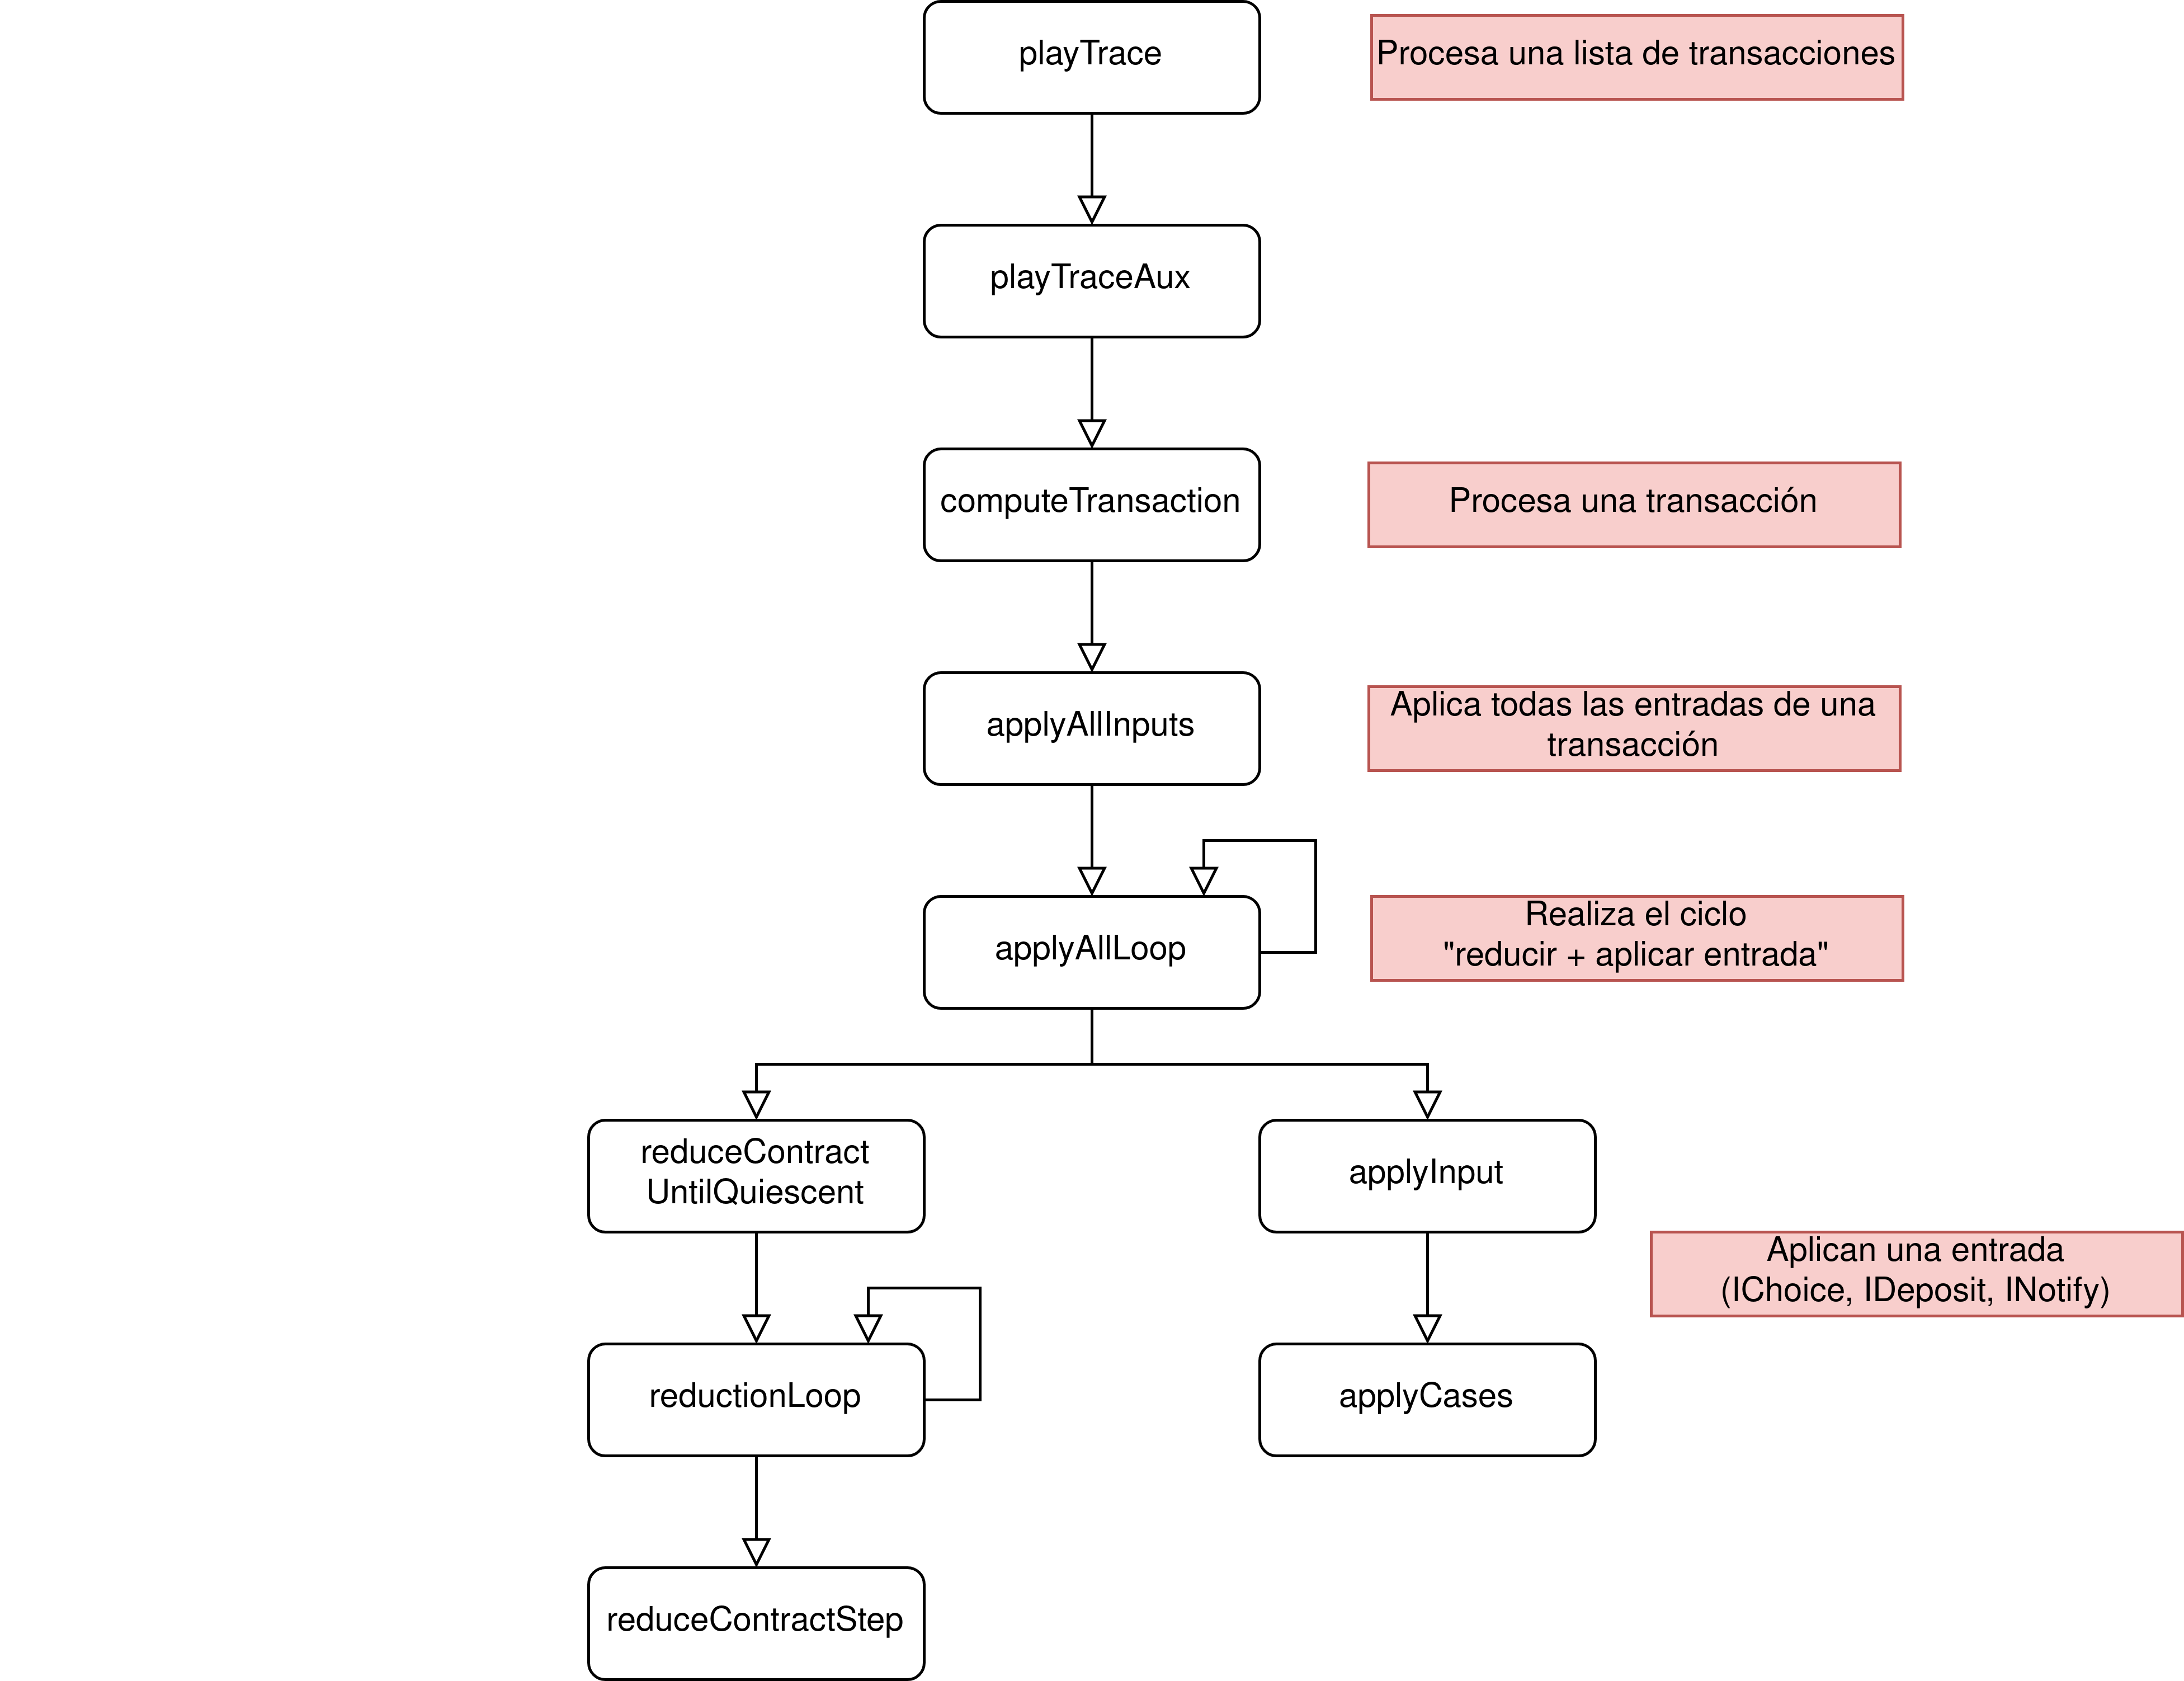 playTrace
Procesa una lista de transacciones
playTraceAux
computeTransaction
Procesa una transacción
applyAllInputs
Aplica todas las entradas de una
transacción
applyAllLoop
Realiza el ciclo
"reducir + aplicar entrada"
reduceContract
UntilQuiescent
applyInput
Aplican una entrada
(IChoice, IDeposit, INotify)
reductionLoop
applyCases
reduceContractStep